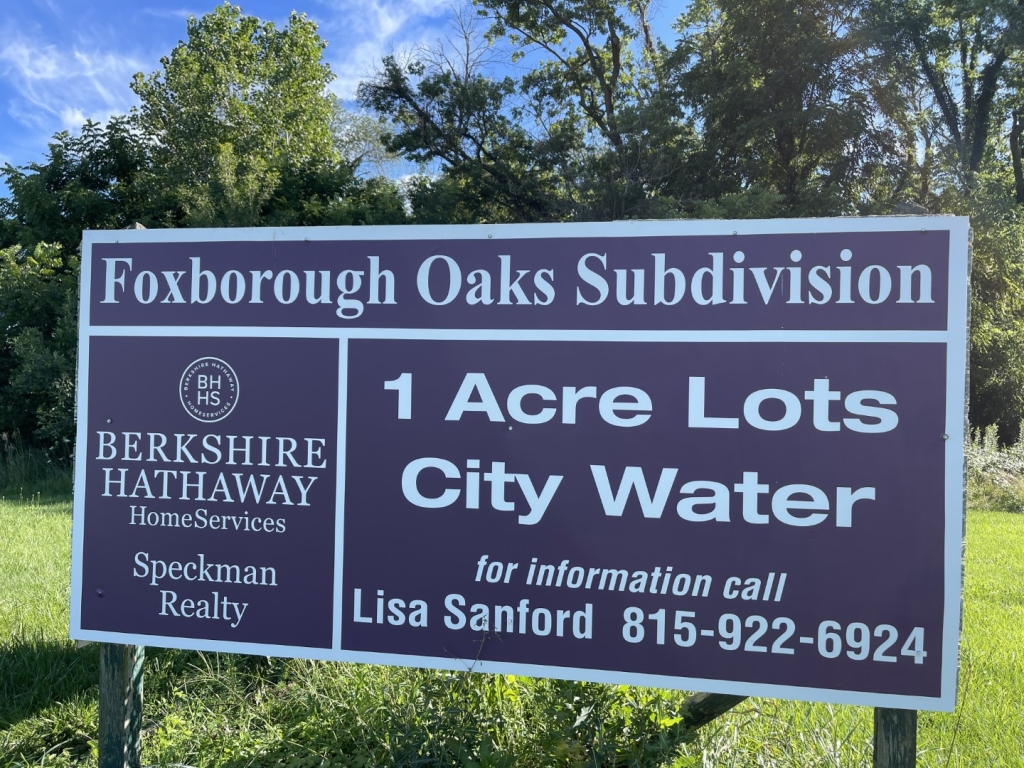 Foxborough Oaks Subdivision
BERKSHIRE HATHAWAY
HOMESERVICES
BH
HS
BERKSHIRE
HATHAWAY
HomeServices
Speckman
Realty
1 Acre Lots
City Water
for information call
Lisa Sanford 815-922-6924